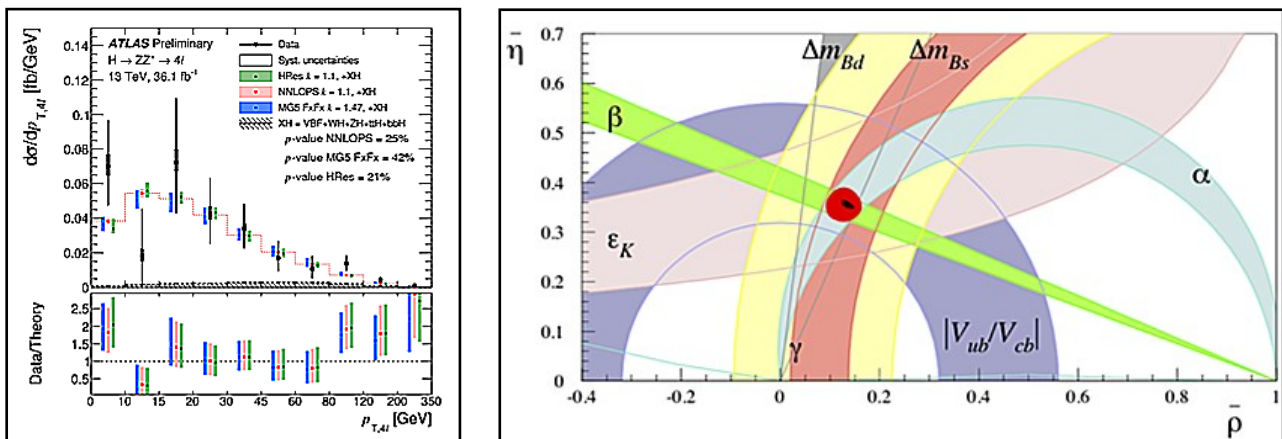 dσ/dp_T,4l [fb/GeV]
0.14
0.12
0.1
0.08
0.06
0.04
0.02
0
ATLAS Preliminary
H → ZZ* → 4l
13 TeV, 36.1 fb⁻¹
Data
Syst. uncertainties
HRes k = 1.1, +XH
NNLOPS k = 1.1, +XH
MG5 FxFx k = 1.47, +XH
XH = VBF+WH+ZH+ttH+bbH
p-value NNLOPS = 25%
p-value MG5 FxFx = 42%
p-value HRes = 21%
Data/Theory
2.5
2
1.5
1
0.5
0 10 15 20 30 45 60 80 120 200 350
p_T,4l [GeV]
η̄
0.7
0.6
0.5
0.4
0.3
0.2
0.1
0
Δm_Bd
Δm_Bs
β
α
ε_K
γ
|V_ub/V_cb|
-0.4 -0.2 0 0.2 0.4 0.6 0.8 1
ρ̄